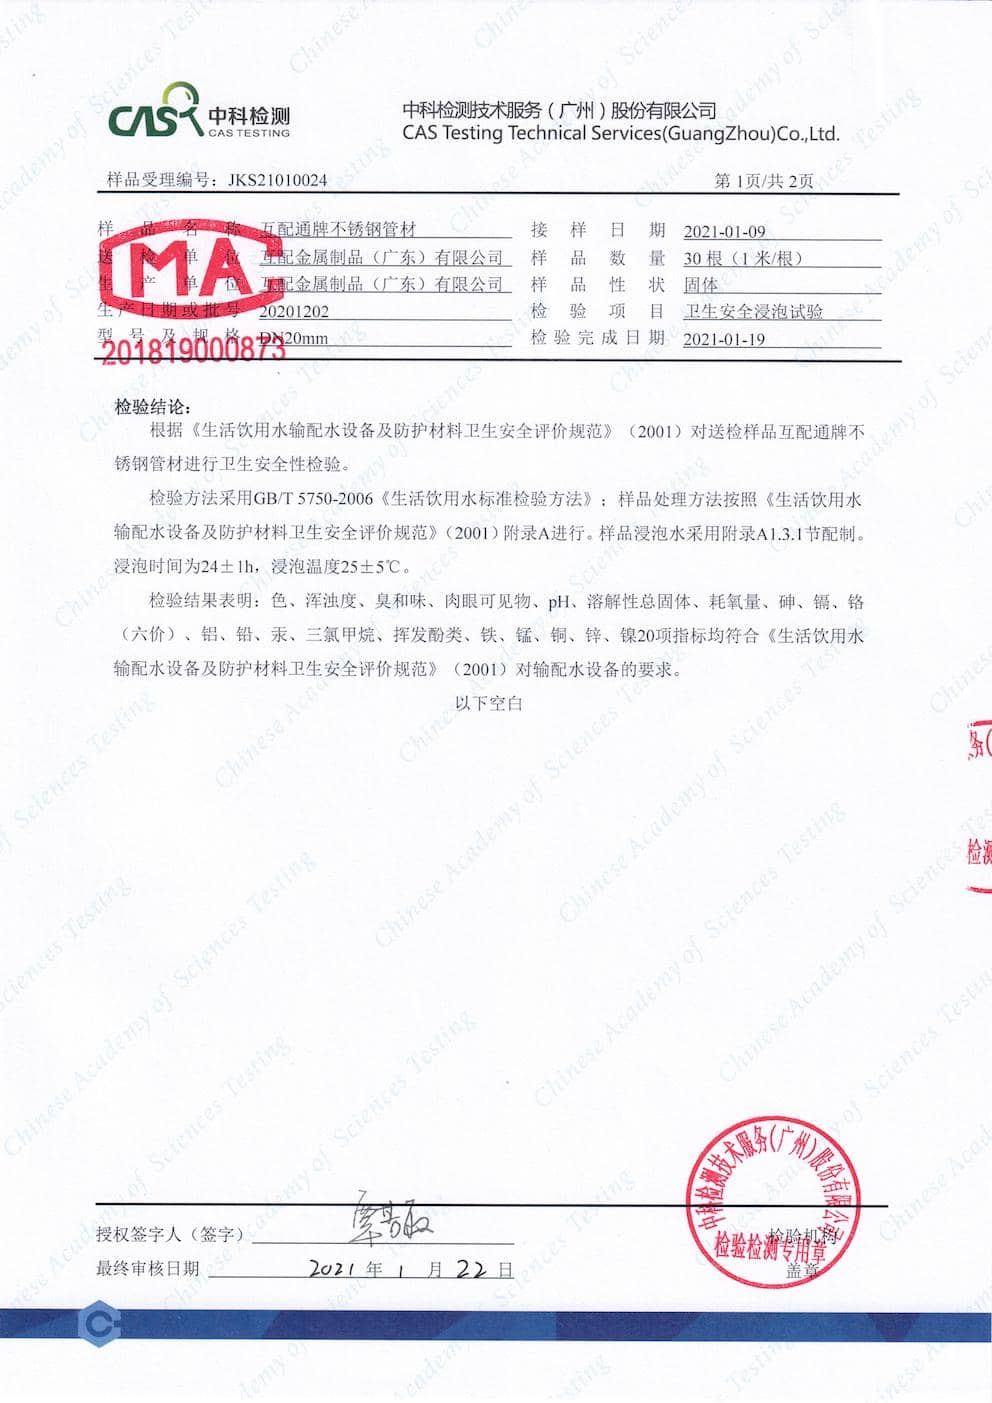 CAS 中科检测
CAS TESTING
中科检测技术服务（广州）股份有限公司
CAS Testing Technical Services(GuangZhou)Co.,Ltd.
样品受理编号：JKS21010024
第 1页/共 2页
样品名称 互配通牌不锈钢管材
接样日期 2021-01-09
送检单位 互配金属制品（广东）有限公司
样品数量 30 根（1 米/根）
生产单位 互配金属制品（广东）有限公司
样品性状 固体
生产日期或批号 20201202
检验项目 卫生安全浸泡试验
型号及规格 DN20mm
检验完成日期 2021-01-19
MA
201819000873
检验结论：
根据《生活饮用水输配水设备及防护材料卫生安全评价规范》（2001）对送检样品互配通牌不
锈钢管材进行卫生安全性检验。
检验方法采用GB/T 5750-2006《生活饮用水标准检验方法》；样品处理方法按照《生活饮用水
输配水设备及防护材料卫生安全评价规范》（2001）附录A进行。样品浸泡水采用附录A1.3.1节配制。
浸泡时间为24±1h，浸泡温度25±5℃。
检验结果表明：色、浑浊度、臭和味、肉眼可见物、pH、溶解性总固体、耗氧量、砷、镉、铬
（六价）、铝、铅、汞、三氯甲烷、挥发酚类、铁、锰、铜、锌、镍20项指标均符合《生活饮用水
输配水设备及防护材料卫生安全评价规范》（2001）对输配水设备的要求。
以下空白
务(
检测
授权签字人（签字）
最终审核日期 2021 年 1 月 22 日
中科检测技术服务(广州)股份有限公司
检验检测专用章
检验机构
盖章
Chinese Academy of Sciences Testing